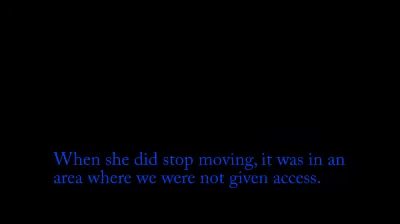 When she did stop moving, it was in an
area where we were not given access.